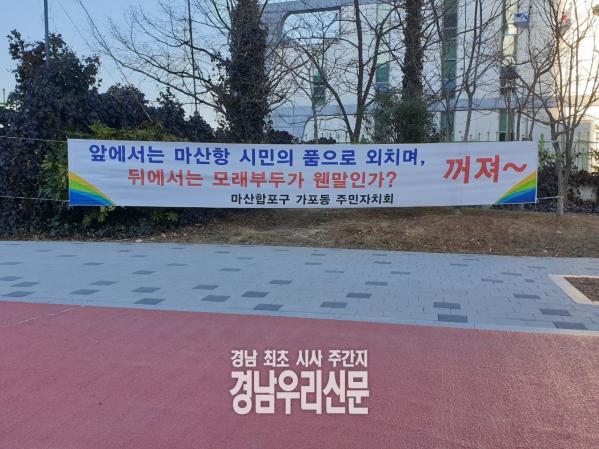 앞에서는 마산항 시민의 품으로 외치며,
뒤에서는 모래부두가 웬말인가?
꺼져~
마산합포구 가포동 주민자치회
경남 최초 시사 주간지
경남우리신문